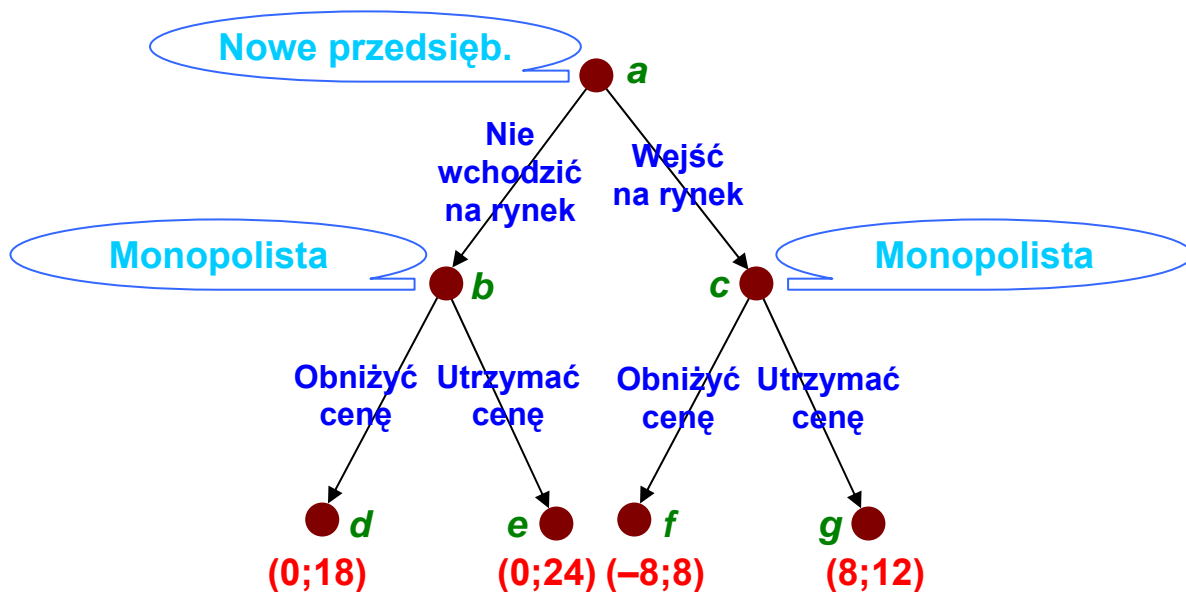 Nowe przedsięb.
a
Nie
wchodzić
na rynek
Wejść
na rynek
Monopolista
b
c
Monopolista
Obniżyć
cenę
Utrzymać
cenę
Obniżyć
cenę
Utrzymać
cenę
d
e
f
g
(0;18)
(0;24)
(–8;8)
(8;12)